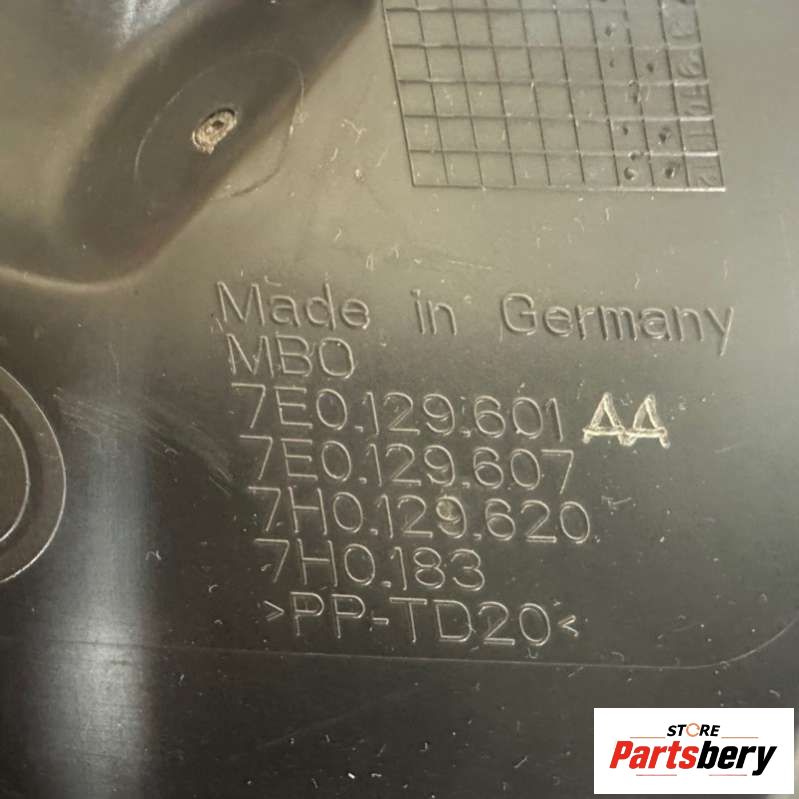 Made in Germany
MBO
7E0.129.601 AA
7E0.129.607
7H0.129.620
7H0.183
>PP-TD20<
STORE
Partsbery